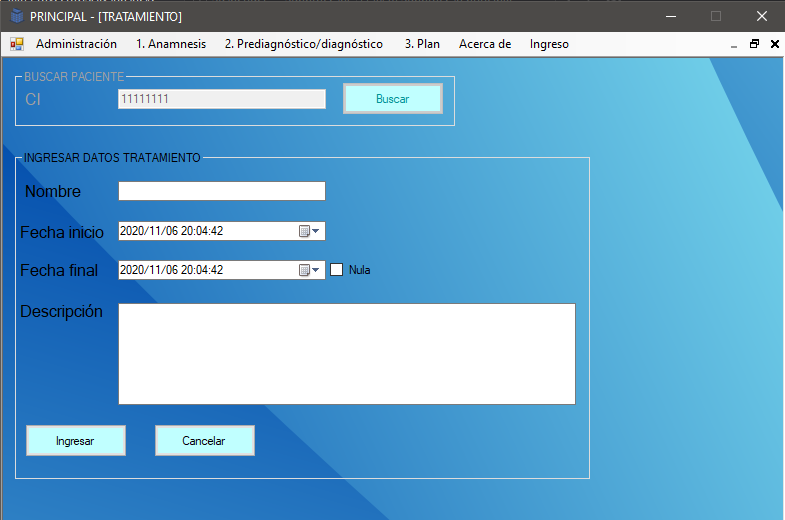 PRINCIPAL - [TRATAMIENTO]
Administración 1. Anamnesis 2. Prediagnóstico/diagnóstico 3. Plan Acerca de Ingreso
BUSCAR PACIENTE
CI 11111111 Buscar
INGRESAR DATOS TRATAMIENTO
Nombre
Fecha inicio 2020/11/06 20:04:42
Fecha final 2020/11/06 20:04:42 Nula
Descripción
Ingresar Cancelar